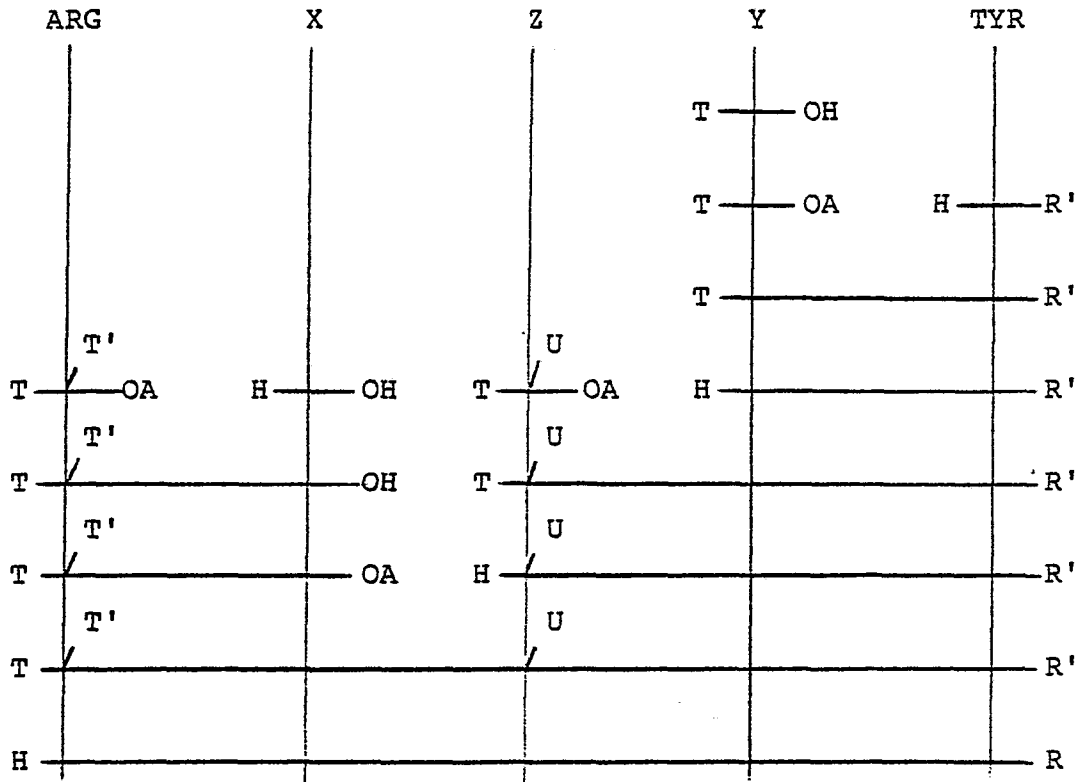 ARG X Z Y TYR
T OH
T OA H R'
T R'
T' U
T OA H OH T OA H R'
T' U
T OH T R'
T' U
T OA H R'
T' U
T R'
H R